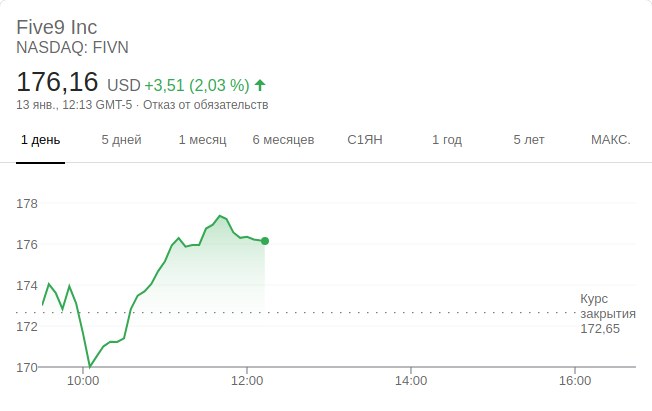 Five9 Inc
NASDAQ: FIVN
176,16 USD +3,51 (2,03 %)
13 янв., 12:13 GMT-5 · Отказ от обязательств
1 день 5 дней 1 месяц 6 месяцев С1ЯН 1 год 5 лет МАКС.
178
176
174
Курс
закрытия
172,65
172
170
10:00 12:00 14:00 16:00